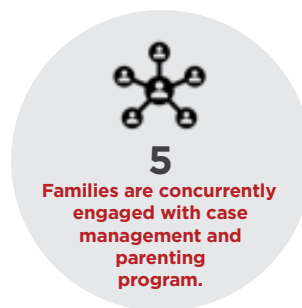 5
Families are concurrently
engaged with case
management and
parenting
program.